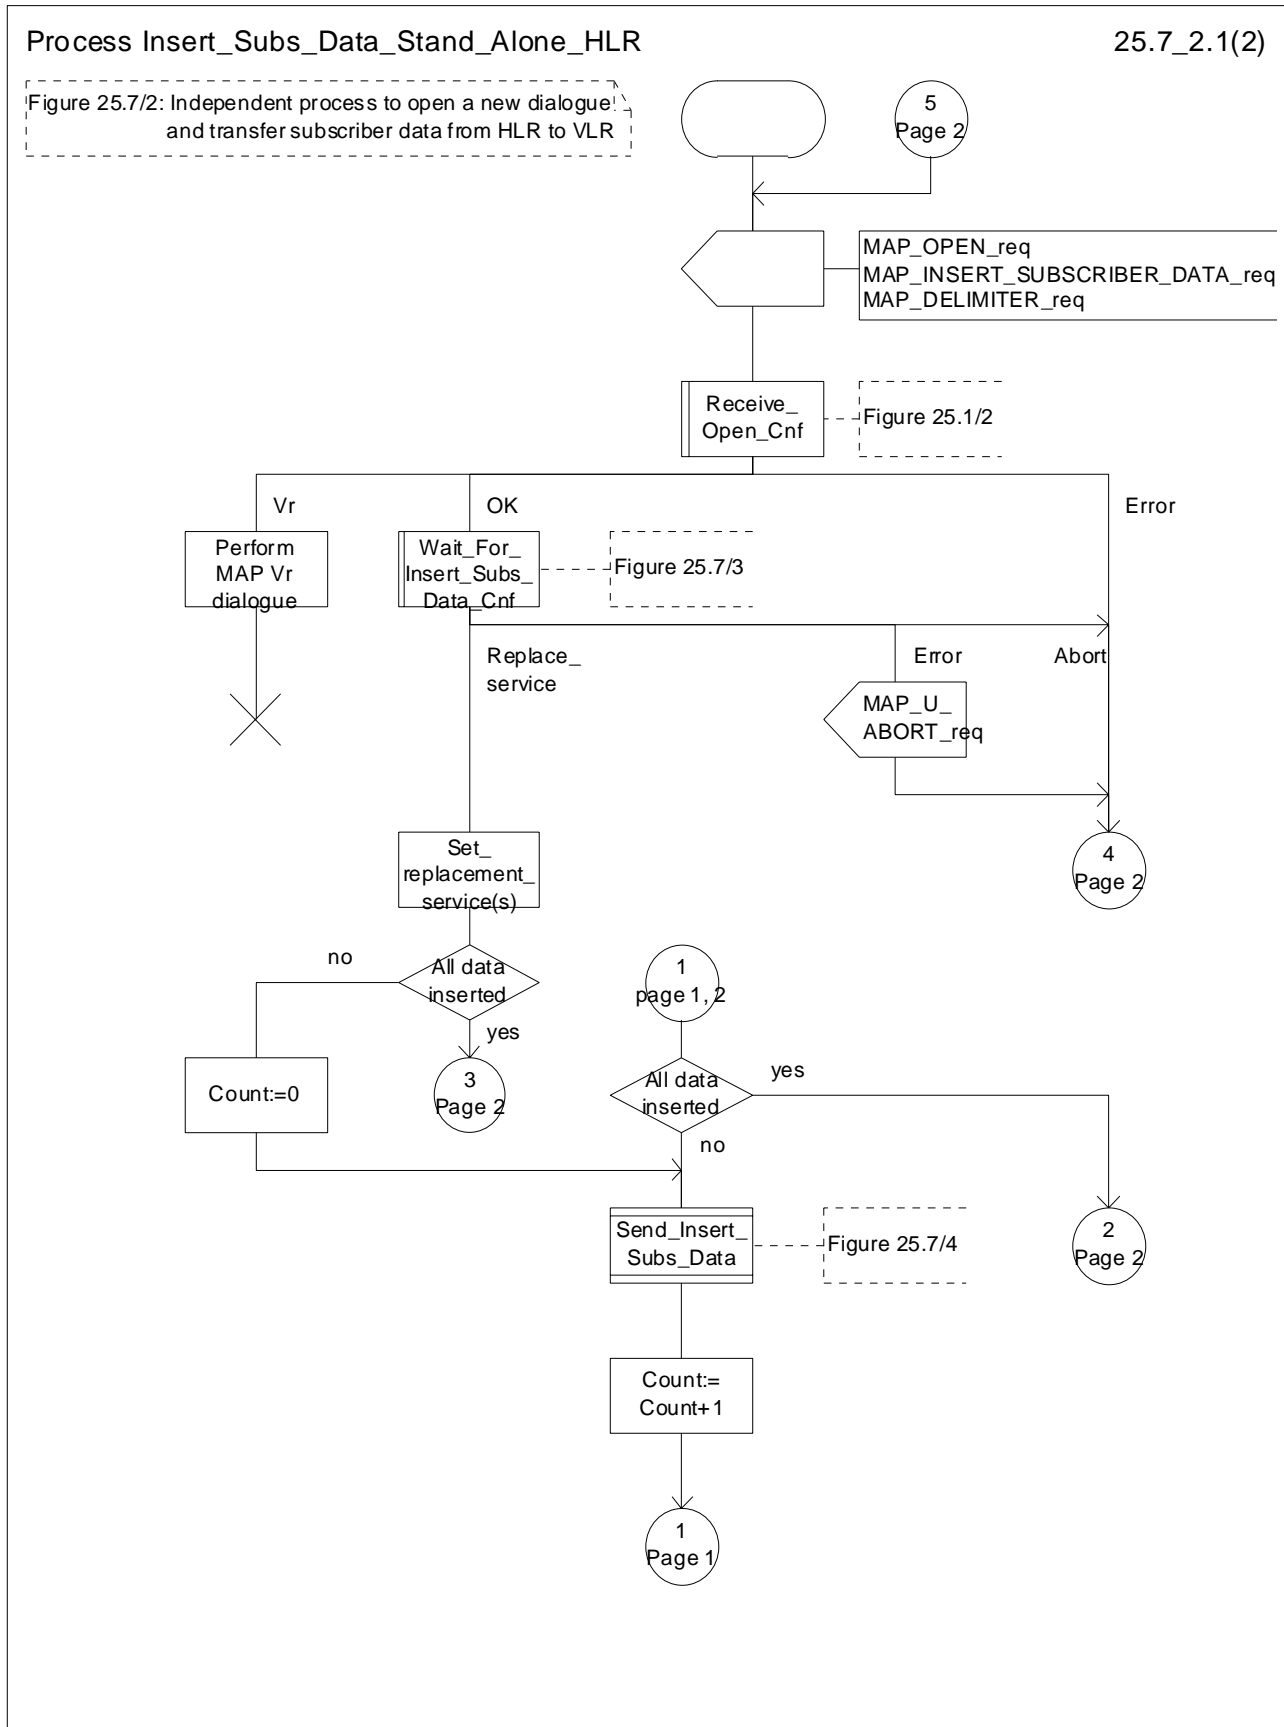 Process Insert_Subs_Data_Stand_Alone_HLR
25.7_2.1(2)
Figure 25.7/2: Independent process to open a new dialogue
and transfer subscriber data from HLR to VLR
5
Page 2
MAP_OPEN_req
MAP_INSERT_SUBSCRIBER_DATA_req
MAP_DELIMITER_req
Receive_
Open_Cnf
Figure 25.1/2
Vr
OK
Error
Perform
MAP Vr
dialogue
Wait_For_
Insert_Subs_
Data_Cnf
Figure 25.7/3
Replace_
service
Error
Abort
MAP_U_
ABORT_req
Set_
replacement_
service(s)
4
Page 2
no
All data
inserted
yes
1
page 1, 2
Count:=0
3
Page 2
All data
inserted
yes
no
Send_Insert_
Subs_Data
Figure 25.7/4
2
Page 2
Count:=
Count+1
1
Page 1